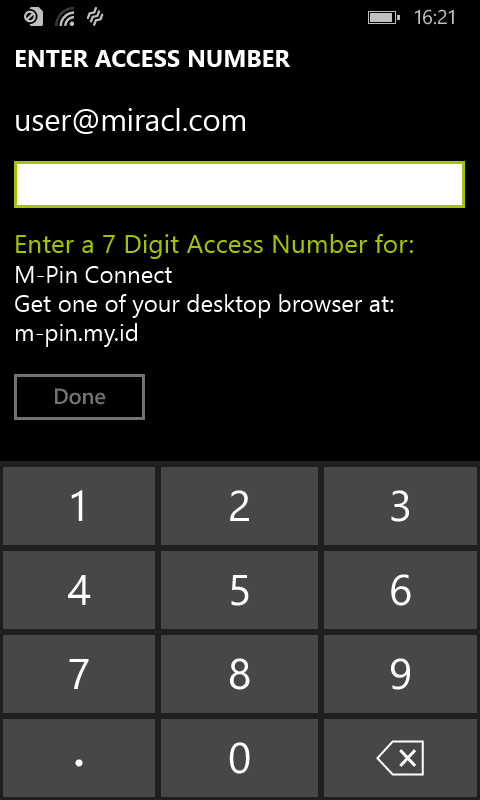 16:21
ENTER ACCESS NUMBER
user@miracl.com
Enter a 7 Digit Access Number for:
M-Pin Connect
Get one of your desktop browser at:
m-pin.my.id
Done
1 2 3
4 5 6
7 8 9
. 0